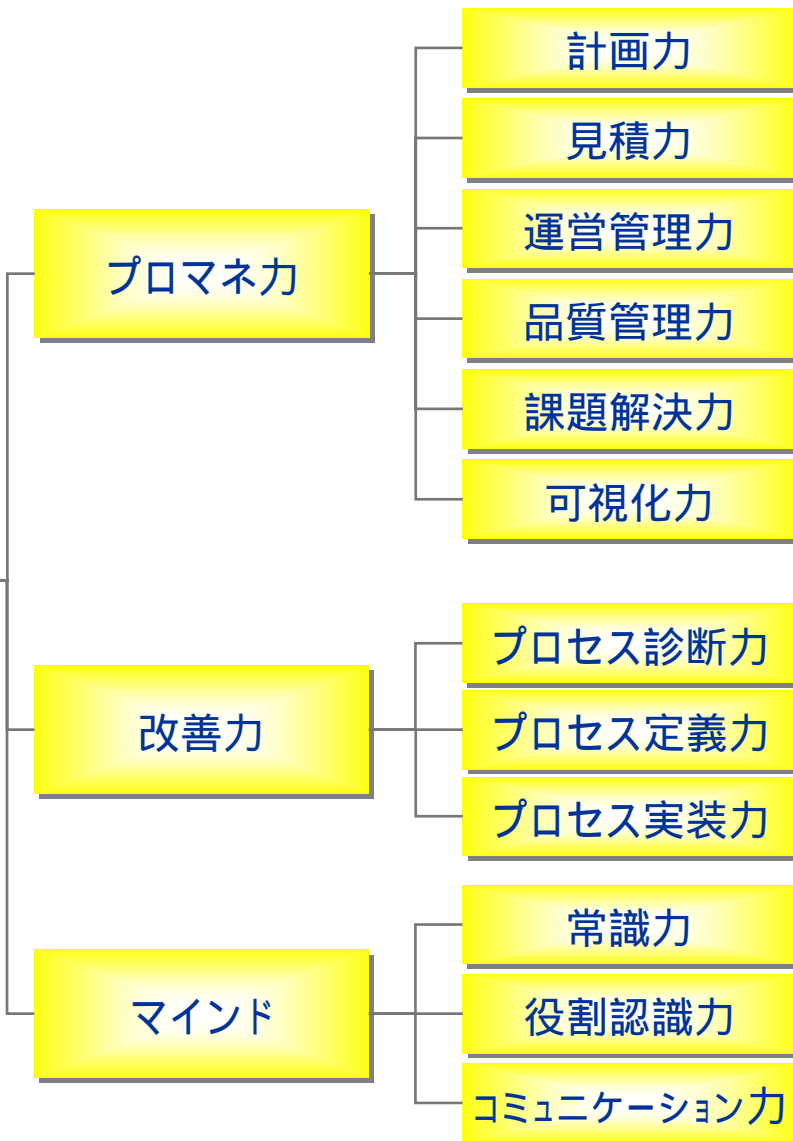 プロマネ力
計画力
見積力
運営管理力
品質管理力
課題解決力
可視化力
改善力
プロセス診断力
プロセス定義力
プロセス実装力
マインド
常識力
役割認識力
コミュニケーション力